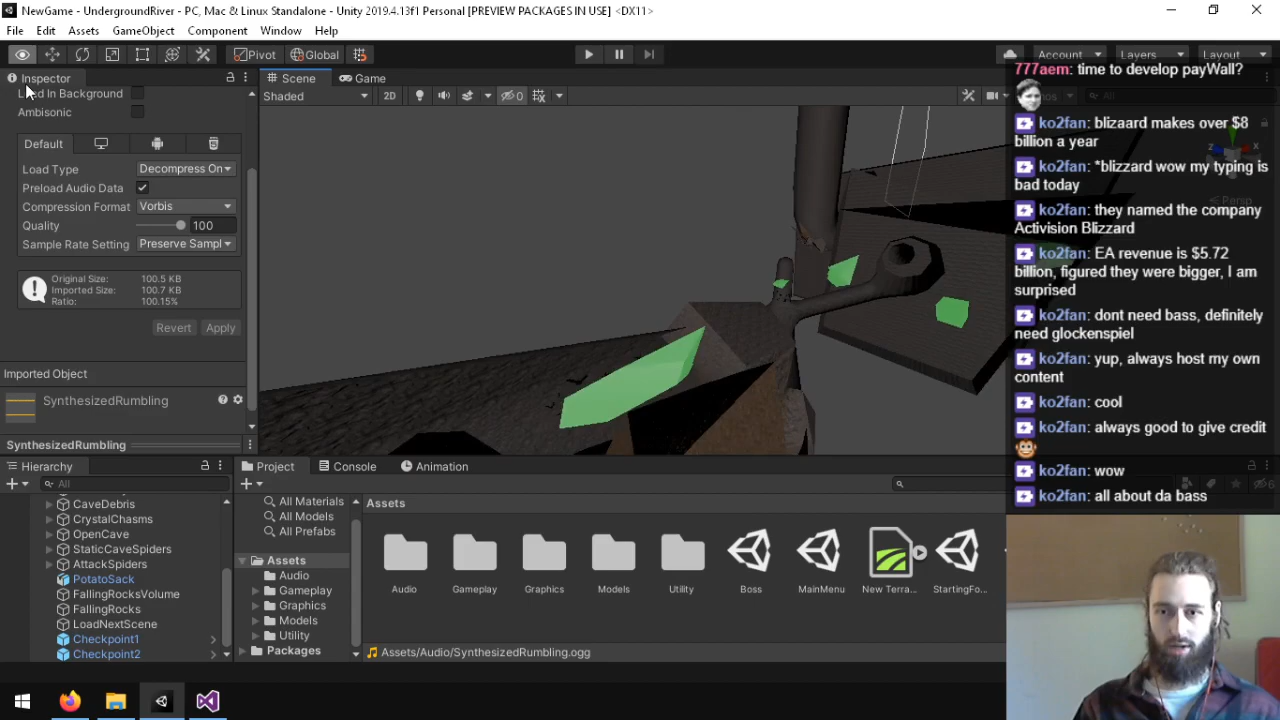 NewGame - UndergroundRiver - PC, Mac & Linux Standalone - Unity 2019.4.13f1 Personal [PREVIEW PACKAGES IN USE] <DX11>
File Edit Assets GameObject Component Window Help
Pivot Global Account Layers Layout
Inspector
Scene Game
Shaded 2D 0
In Background
Ambisonic
Default
Load Type Decompress On
Preload Audio Data
Compression Format Vorbis
Quality 100
Sample Rate Setting Preserve Sampl
Original Size: 100.5 KB
Imported Size: 100.7 KB
Ratio: 100.15%
Revert Apply
Imported Object
SynthesizedRumbling
SynthesizedRumbling
Hierarchy
All
CaveDebris
CrystalChasms
OpenCave
StaticCaveSpiders
AttackSpiders
PotatoSack
FallingRocksVolume
FallingRocks
LoadNextScene
Checkpoint1
Checkpoint2
Project Console Animation
All Materials
All Models
All Prefabs
Assets
Audio
Gameplay
Graphics
Models
Utility
Packages
Assets
Audio Gameplay Graphics Models Utility Boss MainMenu New Terra... StartingFo...
Assets/Audio/SynthesizedRumbling.ogg
777aem: time to develop payWall?
ko2fan: blizaard makes over $8
billion a year
ko2fan: *blizzard wow my typing is
bad today
ko2fan: they named the company
Activision Blizzard
ko2fan: EA revenue is $5.72
billion, figured they were bigger, I am
surprised
ko2fan: dont need bass, definitely
need glockenspiel
ko2fan: yup, always host my own
content
ko2fan: cool
ko2fan: always good to give credit
ko2fan: wow
ko2fan: all about da bass